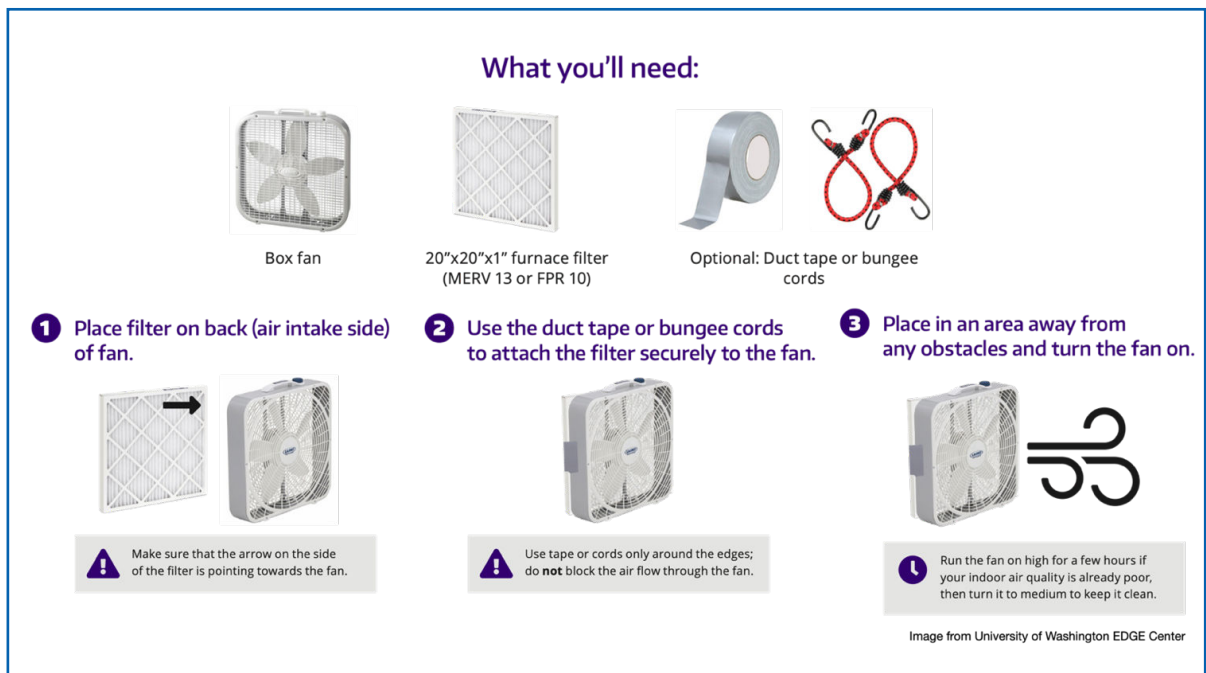 What you'll need:
Box fan
20”x20”x1” furnace filter
(MERV 13 or FPR 10)
Optional: Duct tape or bungee
cords
1 Place filter on back (air intake side)
of fan.
Make sure that the arrow on the side
of the filter is pointing towards the fan.
2 Use the duct tape or bungee cords
to attach the filter securely to the fan.
Use tape or cords only around the edges;
do not block the air flow through the fan.
3 Place in an area away from
any obstacles and turn the fan on.
Run the fan on high for a few hours if
your indoor air quality is already poor,
then turn it to medium to keep it clean.
Image from University of Washington EDGE Center